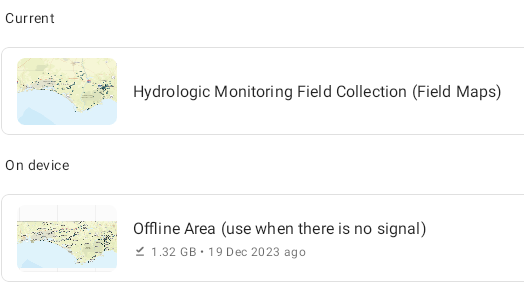 Current
Hydrologic Monitoring Field Collection (Field Maps)
On device
Offline Area (use when there is no signal)
1.32 GB • 19 Dec 2023 ago